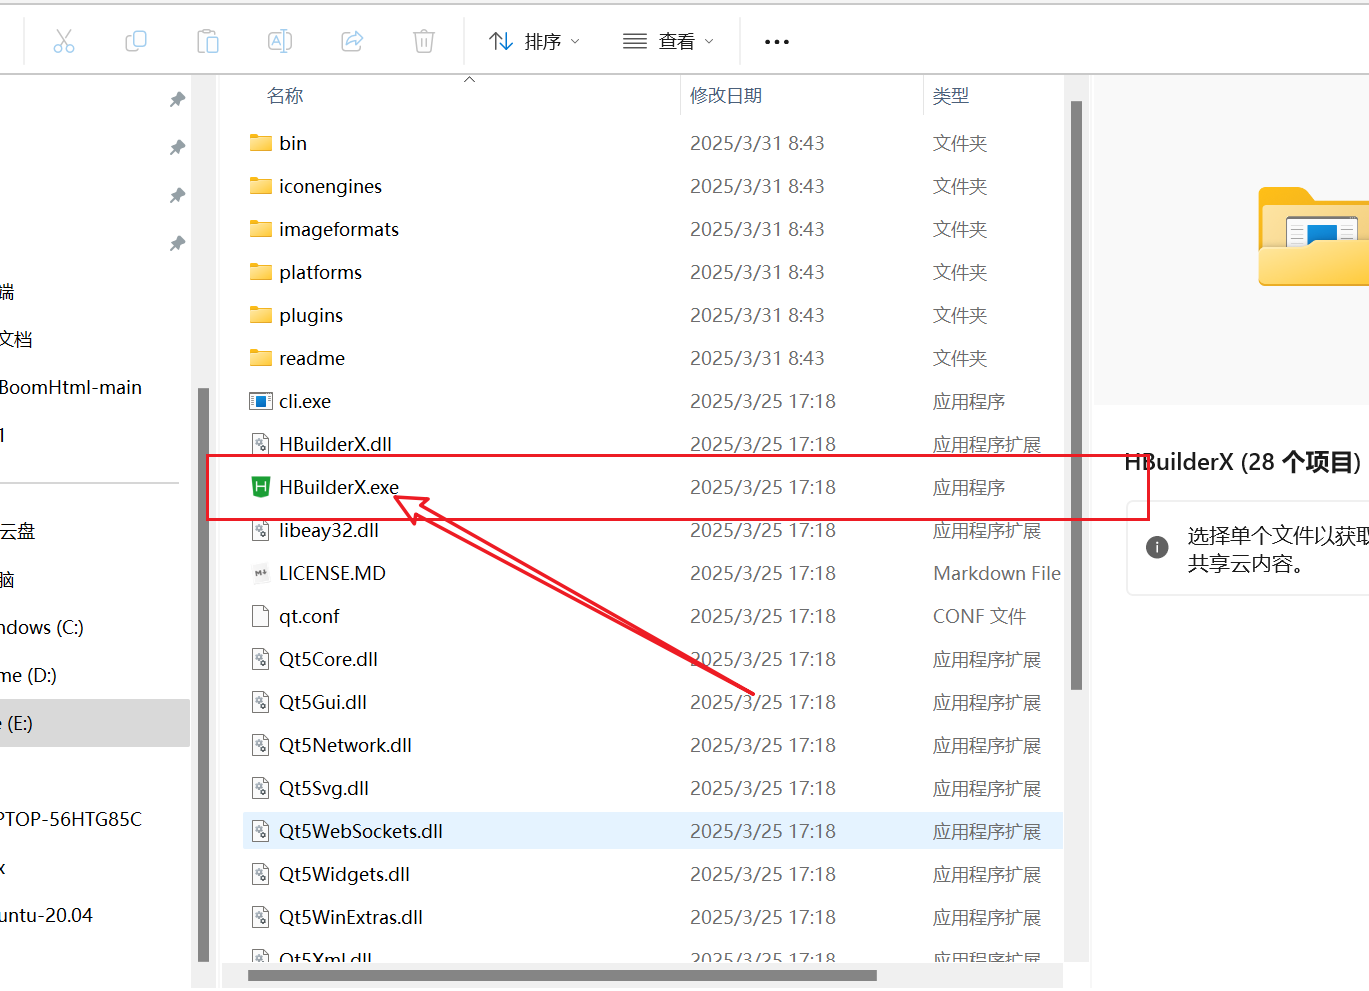 排序
查看
名称 修改日期 类型
bin 2025/3/31 8:43 文件夹
iconengines 2025/3/31 8:43 文件夹
imageformats 2025/3/31 8:43 文件夹
platforms 2025/3/31 8:43 文件夹
plugins 2025/3/31 8:43 文件夹
readme 2025/3/31 8:43 文件夹
cli.exe 2025/3/25 17:18 应用程序
HBuilderX.dll 2025/3/25 17:18 应用程序扩展
HBuilderX.exe 2025/3/25 17:18 应用程序
libeay32.dll 2025/3/25 17:18 应用程序扩展
LICENSE.MD 2025/3/25 17:18 Markdown File
qt.conf 2025/3/25 17:18 CONF 文件
Qt5Core.dll 2025/3/25 17:18 应用程序扩展
Qt5Gui.dll 2025/3/25 17:18 应用程序扩展
Qt5Network.dll 2025/3/25 17:18 应用程序扩展
Qt5Svg.dll 2025/3/25 17:18 应用程序扩展
Qt5WebSockets.dll 2025/3/25 17:18 应用程序扩展
Qt5Widgets.dll 2025/3/25 17:18 应用程序扩展
Qt5WinExtras.dll 2025/3/25 17:18 应用程序扩展
Qt5Xml.dll 2025/3/25 17:18 应用程序扩展
端
文档
BoomHtml-main
1
云盘
脑
ndows (C:)
me (D:)
e (E:)
PTOP-56HTG85C
x
untu-20.04
HBuilderX (28 个项目)
选择单个文件以获取
共享云内容。